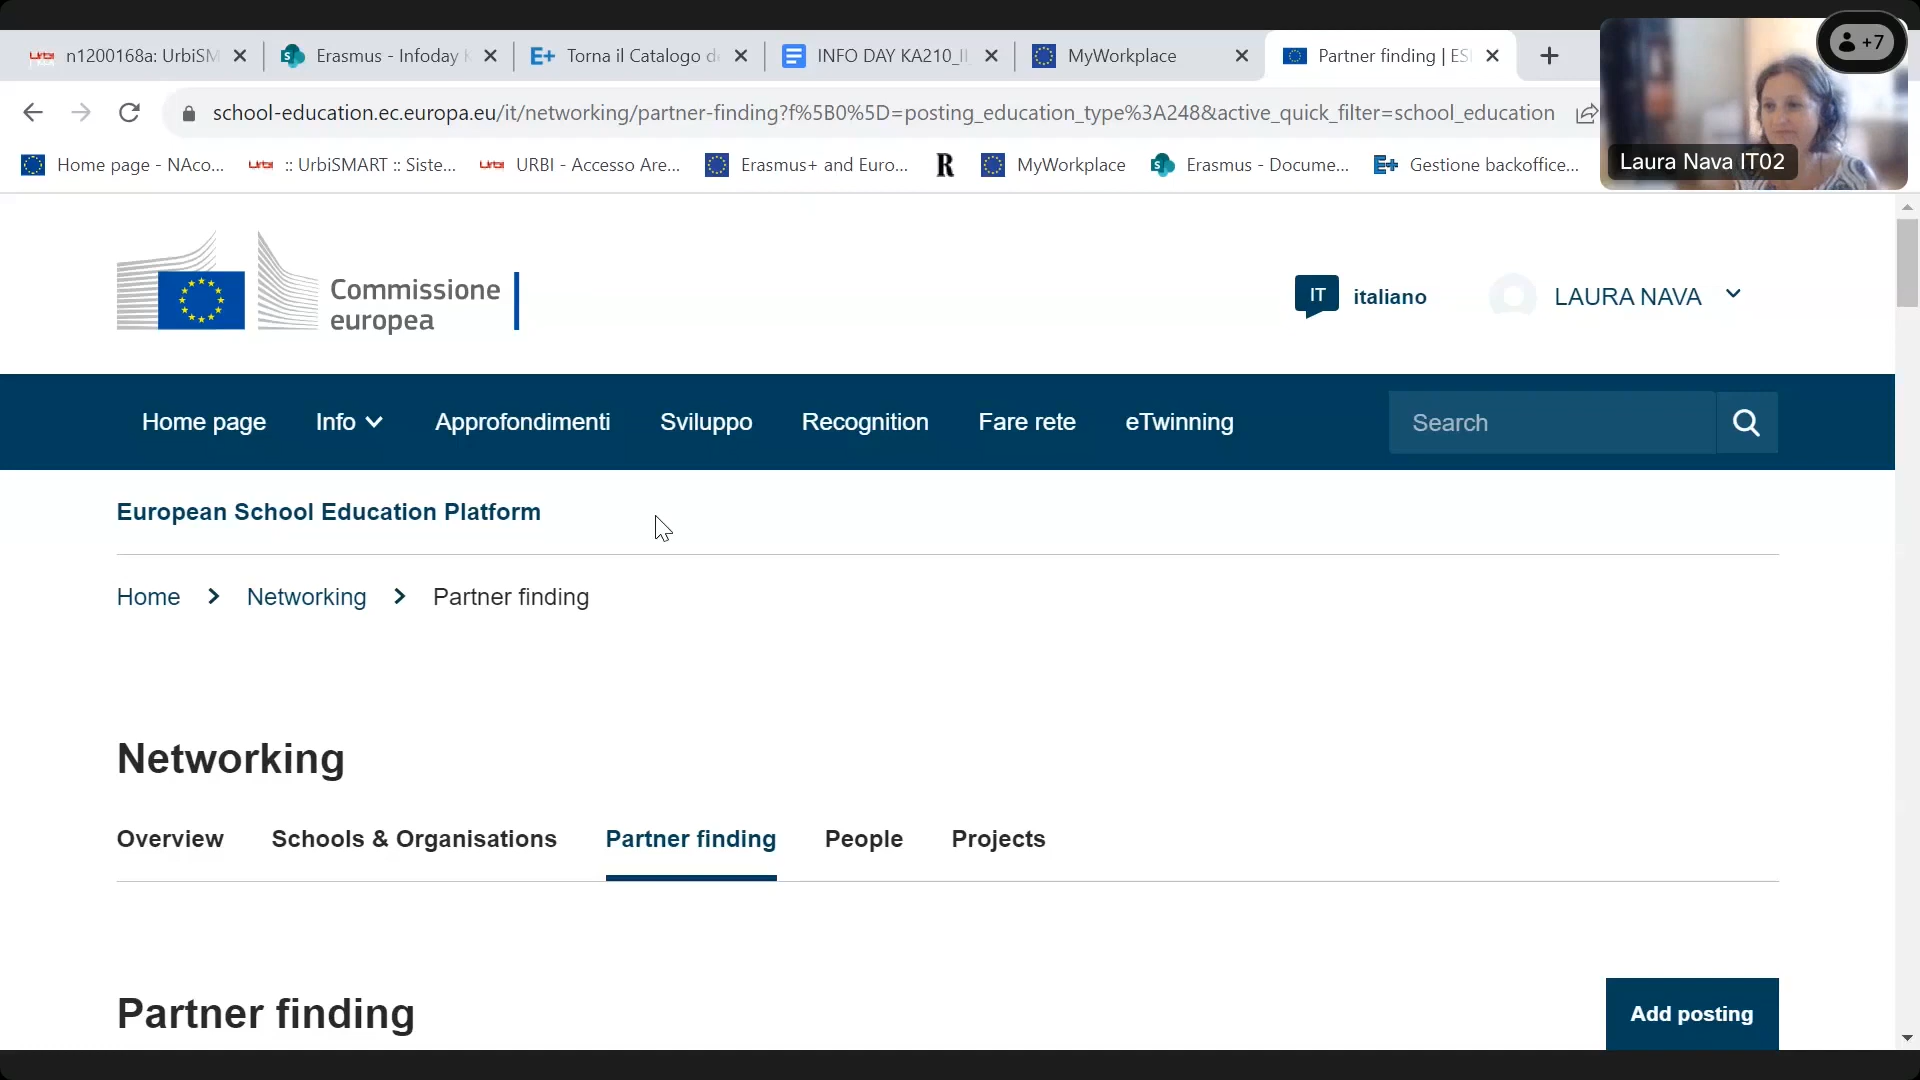 n1200168a: UrbiSM
Erasmus - Infoday K
Torna il Catalogo de
INFO DAY KA210_II
MyWorkplace
Partner finding | ES
+7
school-education.ec.europa.eu/it/networking/partner-finding?f%5B0%5D=posting_education_type%3A248&active_quick_filter=school_education
Home page - NAco...
:: UrbiSMART :: Siste...
URBI - Accesso Are...
Erasmus+ and Euro...
R
MyWorkplace
Erasmus - Docume...
Gestione backoffice...
Laura Nava IT02
Commissione
europea
IT italiano
LAURA NAVA
Home page
Info
Approfondimenti
Sviluppo
Recognition
Fare rete
eTwinning
Search
European School Education Platform
Home
Networking
Partner finding
Networking
Overview
Schools & Organisations
Partner finding
People
Projects
Partner finding
Add posting